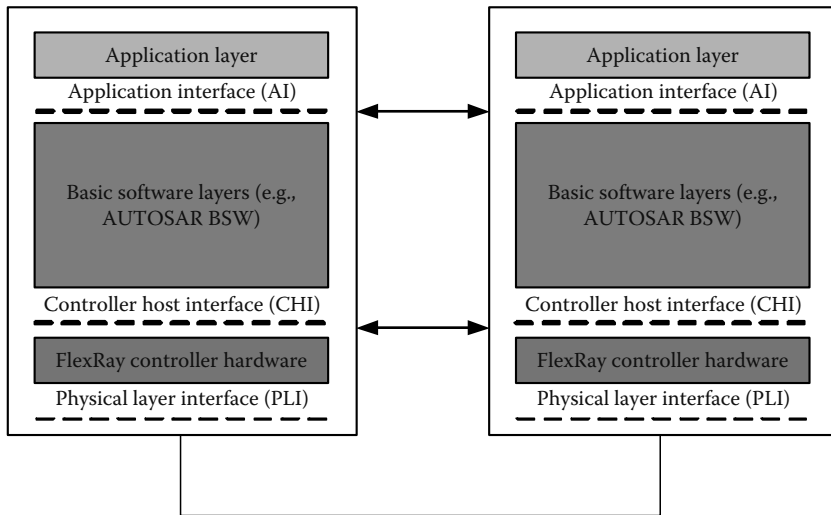 Application layer
Application interface (AI)
Basic software layers (e.g.,
AUTOSAR BSW)
Controller host interface (CHI)
FlexRay controller hardware
Physical layer interface (PLI)
Application layer
Application interface (AI)
Basic software layers (e.g.,
AUTOSAR BSW)
Controller host interface (CHI)
FlexRay controller hardware
Physical layer interface (PLI)